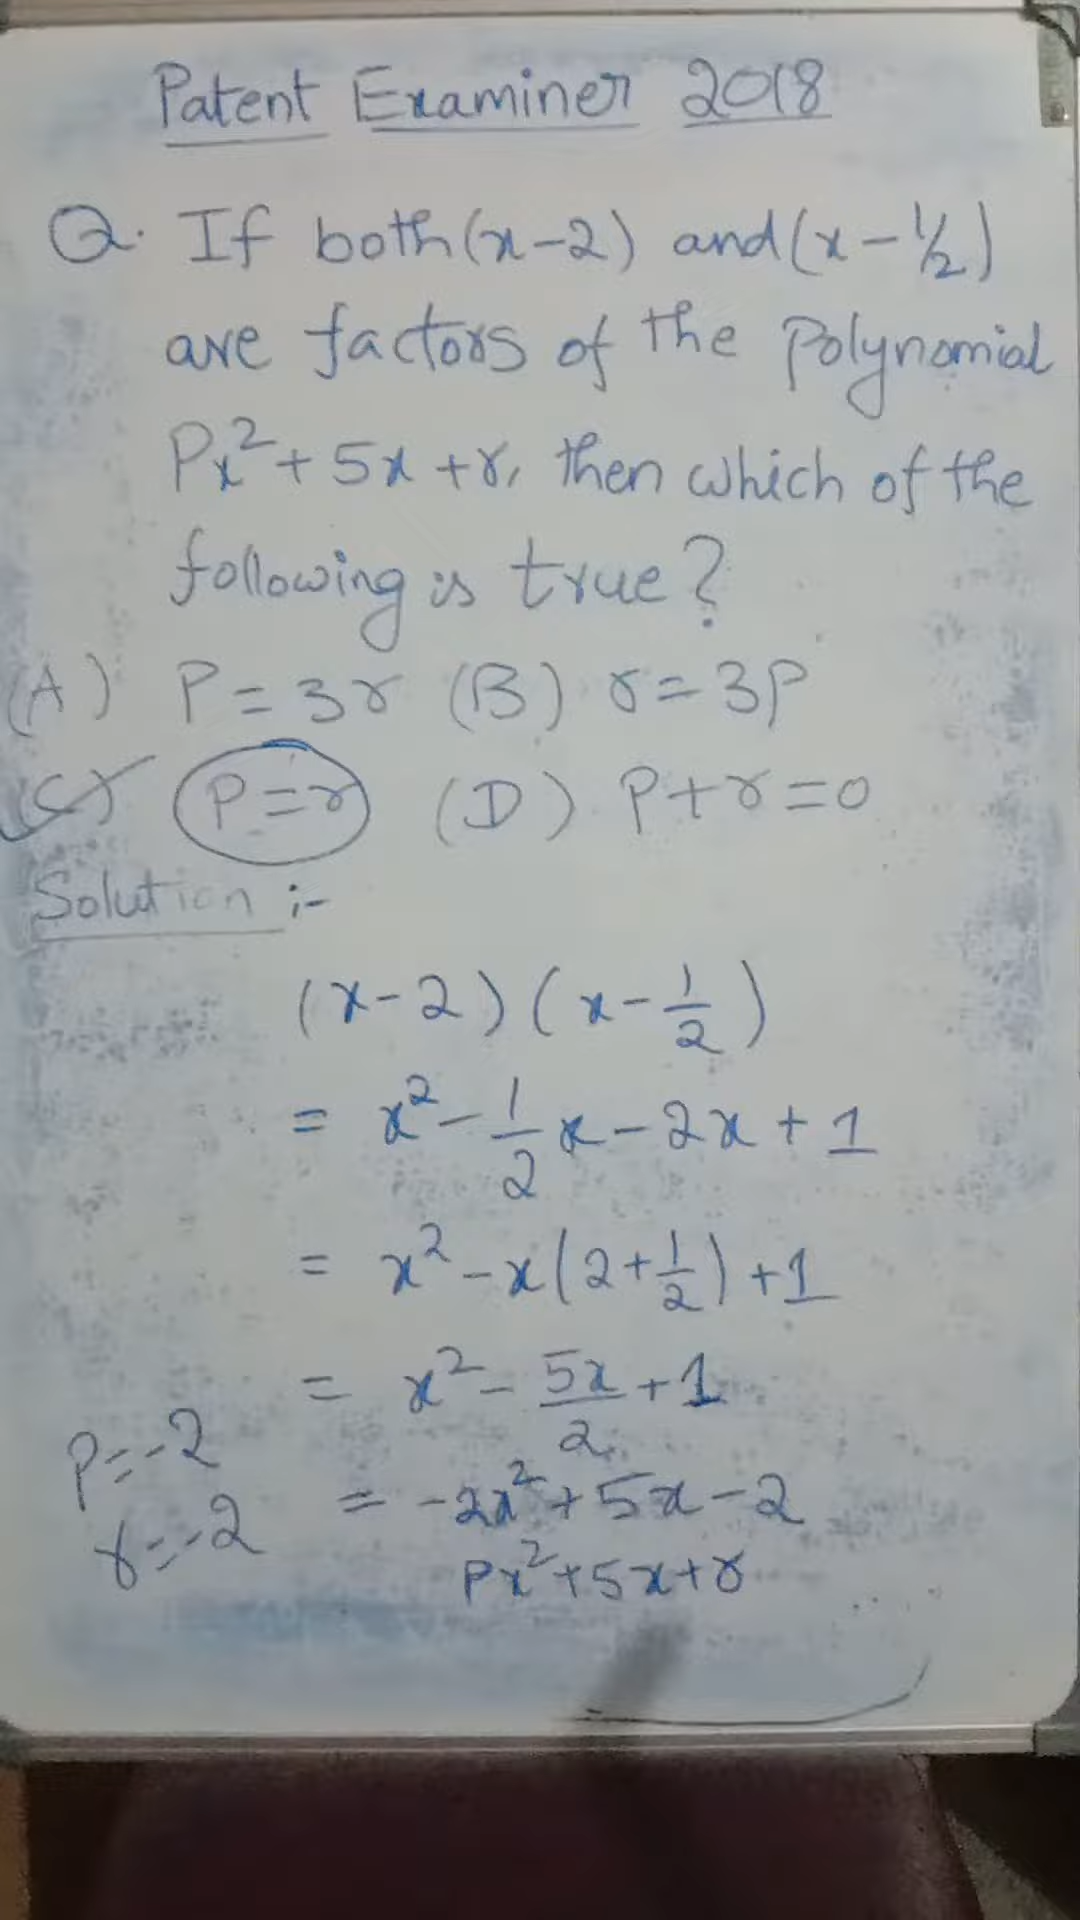 Patent Examiner 2018
Q. If both (x-2) and (x-1/2)
are factors of the Polynomial
Px²+5x+r, then which of the
following is true?
(A) P=3r (B) r=3P
(C) P=r (D) P+r=0
Solution :-
(x-2)(x-1/2)
= x²-1/2x-2x+1
= x²-x(2+1/2)+1
= x²-5x/2+1
P=-2
= -2x²+5x-2
r=-2
Px²+5x+r